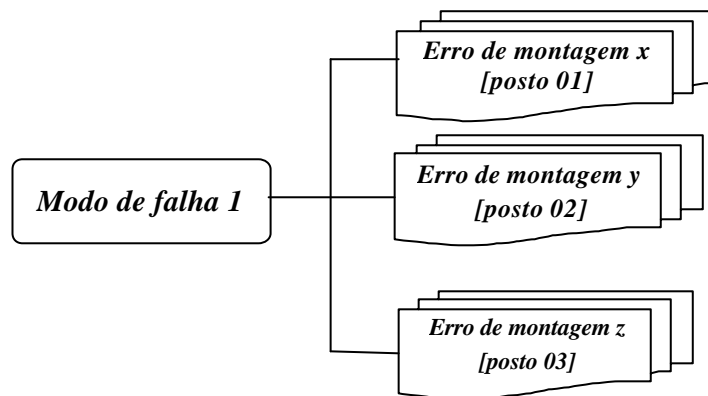 Erro de montagem x
[posto 01]
Modo de falha 1
Erro de montagem y
[posto 02]
Erro de montagem z
[posto 03]